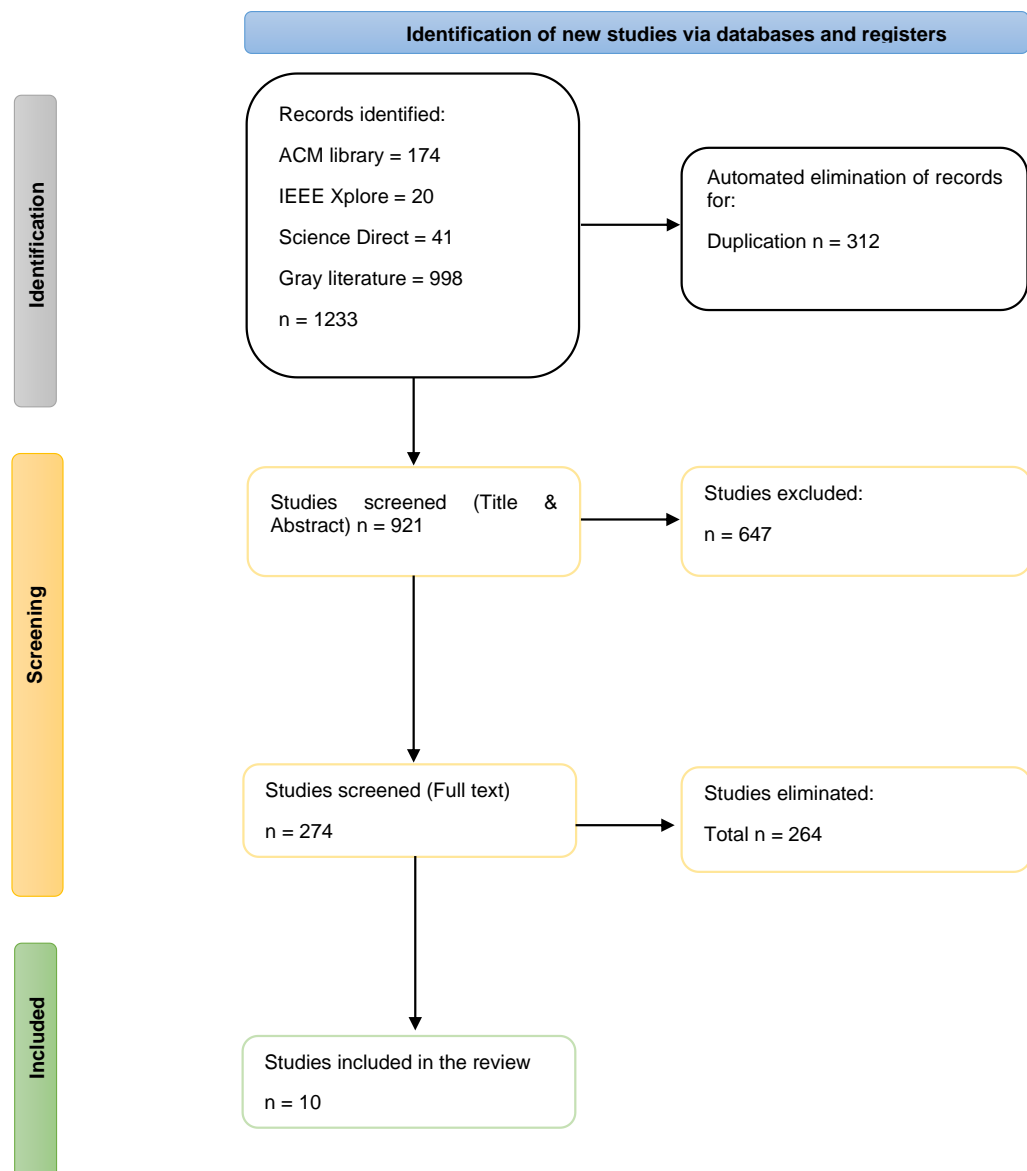 Identification of new studies via databases and registers
Identification
Records identified:
ACM library = 174
IEEE Xplore = 20
Science Direct = 41
Gray literature = 998
n = 1233
Automated elimination of records
for:
Duplication n = 312
Screening
Studies screened (Title &
Abstract) n = 921
Studies excluded:
n = 647
Studies screened (Full text)
n = 274
Studies eliminated:
Total n = 264
Included
Studies included in the review
n = 10